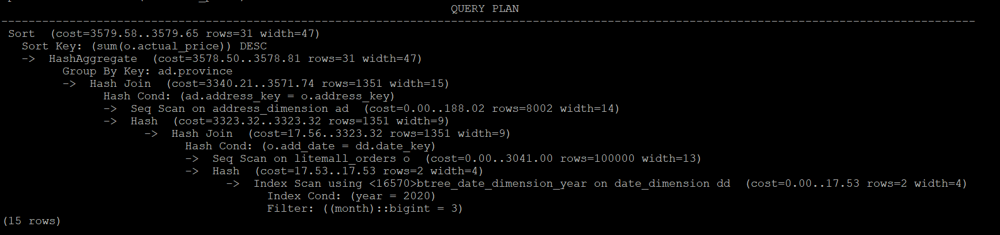 QUERY PLAN
---------------------------------------------------------------------------------------------------------------------------------------------
Sort  (cost=3579.58..3579.65 rows=31 width=47)
  Sort Key: (sum(o.actual_price)) DESC
  ->  HashAggregate  (cost=3578.50..3578.81 rows=31 width=47)
        Group By Key: ad.province
        ->  Hash Join  (cost=3340.21..3571.74 rows=1351 width=15)
              Hash Cond: (ad.address_key = o.address_key)
              ->  Seq Scan on address_dimension ad  (cost=0.00..188.02 rows=8002 width=14)
              ->  Hash  (cost=3323.32..3323.32 rows=1351 width=9)
                    ->  Hash Join  (cost=17.56..3323.32 rows=1351 width=9)
                          Hash Cond: (o.add_date = dd.date_key)
                          ->  Seq Scan on litemall_orders o  (cost=0.00..3041.00 rows=100000 width=13)
                          ->  Hash  (cost=17.53..17.53 rows=2 width=4)
                                ->  Index Scan using <16570>btree_date_dimension_year on date_dimension dd  (cost=0.00..17.53 rows=2 width=4)
                                      Index Cond: (year = 2020)
                                      Filter: ((month)::bigint = 3)
(15 rows)